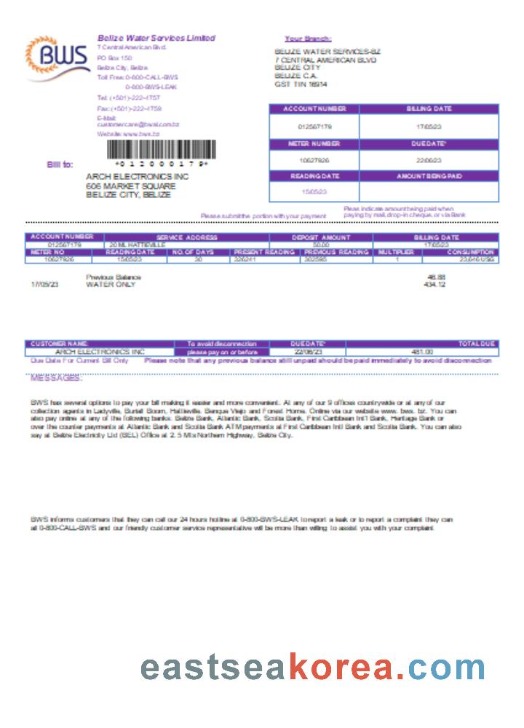 BWS
Belize Water Services Limited
7 Central American Blvd.
PO Box 150
Belize City, Belize
Toll Free: 0-800-CALL-BWS
0-800-BWS-LEAK
Tel: (+501)-222-4757
Fax: (+501)-222-4759
E-Mail:
customercare@bwsl.com.bz
Website: www.bws.bz
Your Branch:
BELIZE WATER SERVICES-BZ
7 CENTRAL AMERICAN BLVD
BELIZE CITY
BELIZE C.A.
GST TIN 16914
ACCOUNT NUMBER BILLING DATE
012567179 17/05/23
METER NUMBER DUE DATE*
10627826 22/06/23
READING DATE AMOUNT BEING PAID
15/05/23
Bill to:
ARCH ELECTRONICS INC
606 MARKET SQUARE
BELIZE CITY, BELIZE
Please submit the portion with your payment
Pease indicate amount being paid when
paying by mail, drop-in cheque, or via Bank
ACCOUNT NUMBER SERVICE ADDRESS DEPOSIT AMOUNT BILLING DATE
012567179 20 ML HATTIEVILLE 50.00 17/05/23
METER NO READING DATE NO. OF DAYS PRESENT READING PREVIOUS READING MULTIPLIER CONSUMPTION
10627826 15/05/23 30 1
Previous Balance 46.88
17/05/23 WATER ONLY 434.12
CUSTOMER NAME: To avoid disconnection DUE DATE* TOTAL DUE
ARCH ELECTRONICS INC please pay on or before 22/06/23 481.00
Due Date For Current Bill Only Please note that any previous balance still unpaid should be paid immediately to avoid disconnection
MESSAGES:
BWS has several options to pay your bill making it easier and more convenient. At any of our 9 offices countrywide or at any of our
collection agents in Ladyville, Burrell Boom, Hattieville, Benque Viejo and Forest Home. Online via our website www. bws. bz. You can
also pay online at any of the following banks: Belize Bank, Atlantic Bank, Scotia Bank, First Caribbean Int'l Bank, Heritage Bank or
over the counter payments at Atlantic Bank and Scotia Bank ATM payments at First Caribbean Intl Bank and Scotia Bank. You can also
say at Belize Electricity Ltd (BEL) Office at 2. 5 Mls Northern Highway, Belize City.
BWS informs customers that they can call our 24 hours hotline at 0-800-BWS-LEAK to report a leak or to report a complaint they can
all 0-800-CALL-BWS and our friendly customer service representative will be more than willing to assist you with your complaint
eastseakorea.com